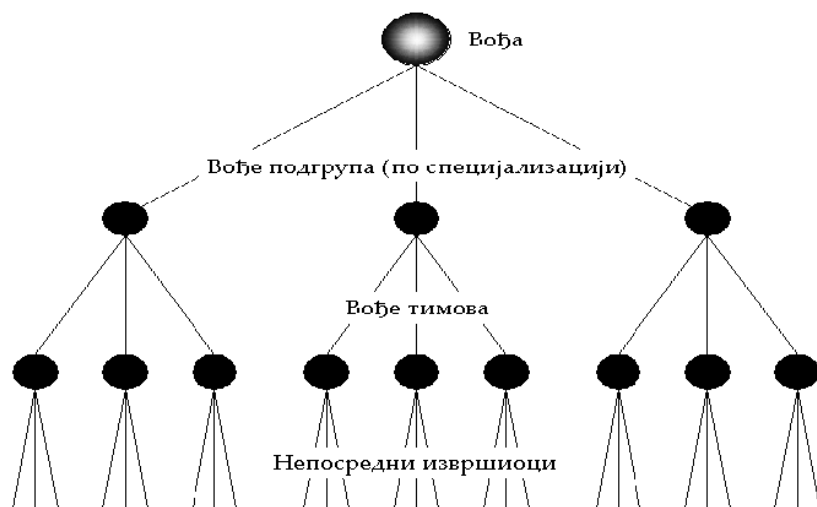 Вођа
Вође подгрупа (по специјализацији)
Вође тимова
Непосредни извршиоци